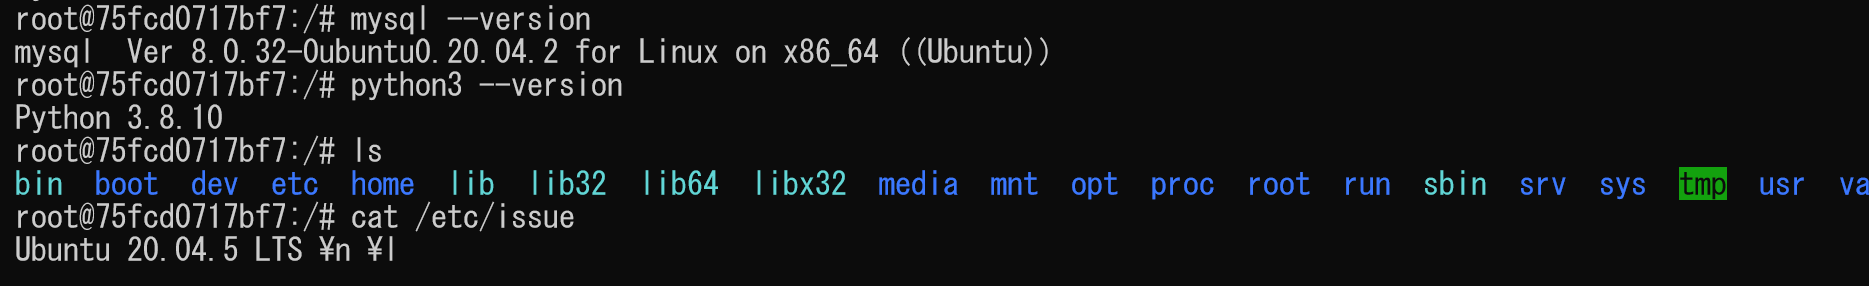 root@75fcd0717bf7:/# mysql --version
mysql  Ver 8.0.32-0ubuntu0.20.04.2 for Linux on x86_64 ((Ubuntu))
root@75fcd0717bf7:/# python3 --version
Python 3.8.10
root@75fcd0717bf7:/# ls
bin  boot  dev  etc  home  lib  lib32  lib64  libx32  media  mnt  opt  proc  root  run  sbin  srv  sys  tmp  usr  va
root@75fcd0717bf7:/# cat /etc/issue
Ubuntu 20.04.5 LTS ¥n ¥l